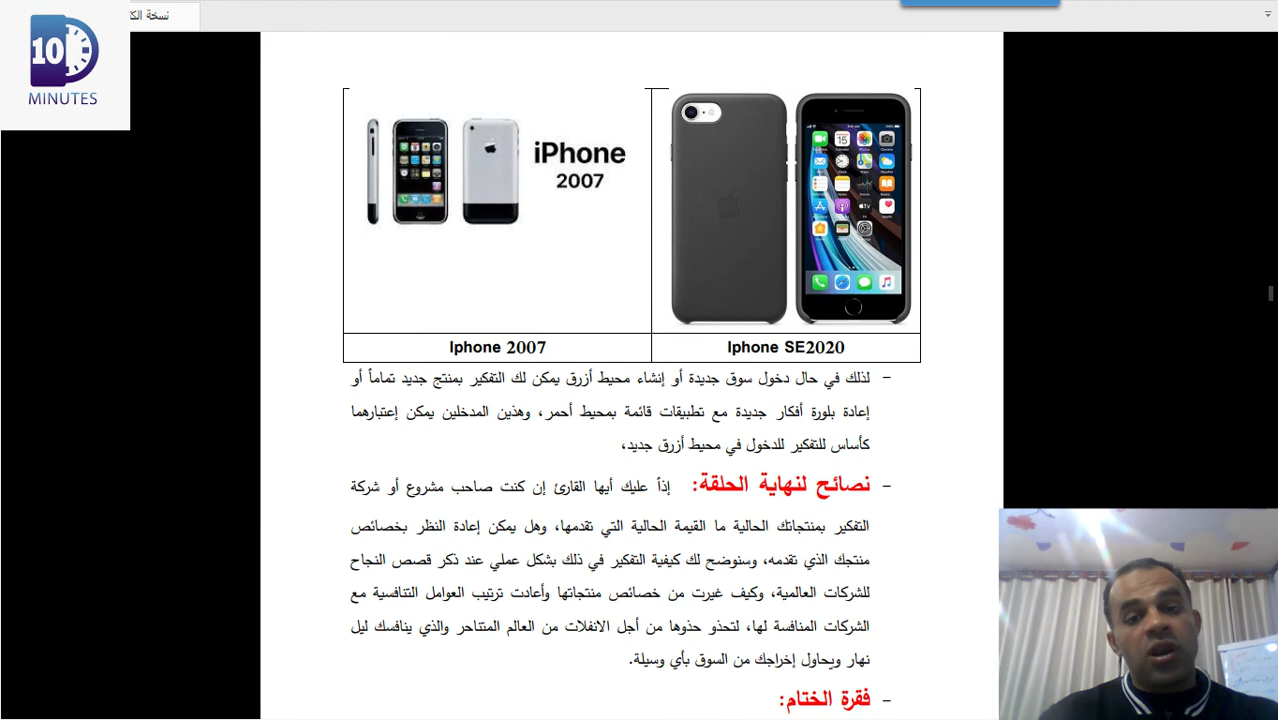 نسخة الك
10
MINUTES
iPhone
2007
Iphone 2007
Iphone SE2020
- لذلك في حال دخول سوق جديدة أو إنشاء محيط أزرق يمكن لك التفكير بمنتج جديد تماماً أو
إعادة بلورة أفكار جديدة مع تطبيقات قائمة بمحيط أحمر، وهذين المدخلين يمكن إعتبارهما
كأساس للتفكير للدخول في محيط أزرق جديد،
- نصائح لنهاية الحلقة: إذاً عليك أيها القارئ إن كنت صاحب مشروع أو شركة
التفكير بمنتجاتك الحالية ما القيمة الحالية التي تقدمها، وهل يمكن إعادة النظر بخصائص
منتجك الذي تقدمه، وسنوضح لك كيفية التفكير في ذلك بشكل عملي عند ذكر قصص النجاح
للشركات العالمية، وكيف غيرت من خصائص منتجاتها وأعادت ترتيب العوامل التنافسية مع
الشركات المنافسة لها، لتحذو حذوها من أجل الانفلات من العالم المتناحر والذي ينافسك ليل
نهار ويحاول إخراجك من السوق بأي وسيلة.
- فقرة الختام: